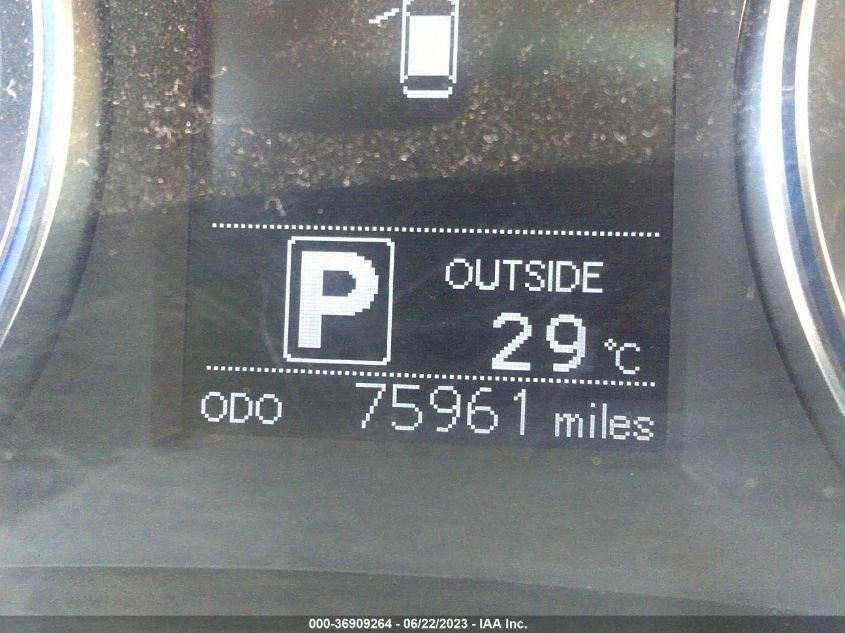 P
OUTSIDE
29 °C
ODO 75961 miles
000-36909264 - 06/22/2023 - IAA Inc.